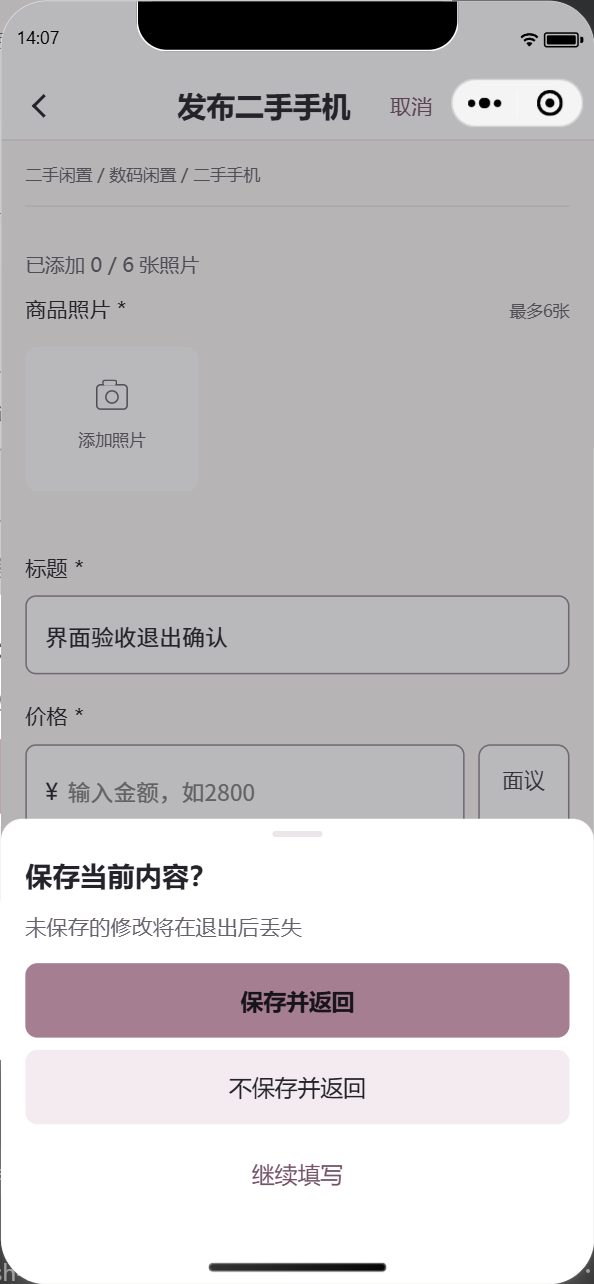 14:07
发布二手手机 取消
二手闲置 / 数码闲置 / 二手手机
已添加 0 / 6 张照片
商品照片 * 最多6张
添加照片
标题 *
界面验收退出确认
价格 *
¥ 输入金额，如2800 面议
保存当前内容？
未保存的修改将在退出后丢失
保存并返回
不保存并返回
继续填写